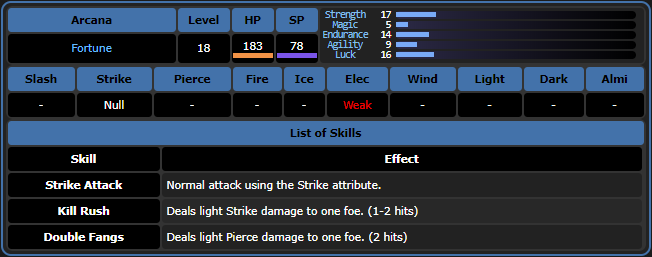 Arcana Level HP SP
Fortune 18 183 78
Strength 17
Magic 5
Endurance 14
Agility 9
Luck 16
Slash Strike Pierce Fire Ice Elec Wind Light Dark Almi
- Null - - - Weak - - - -
List of Skills
Skill Effect
Strike Attack Normal attack using the Strike attribute.
Kill Rush Deals light Strike damage to one foe. (1-2 hits)
Double Fangs Deals light Pierce damage to one foe. (2 hits)